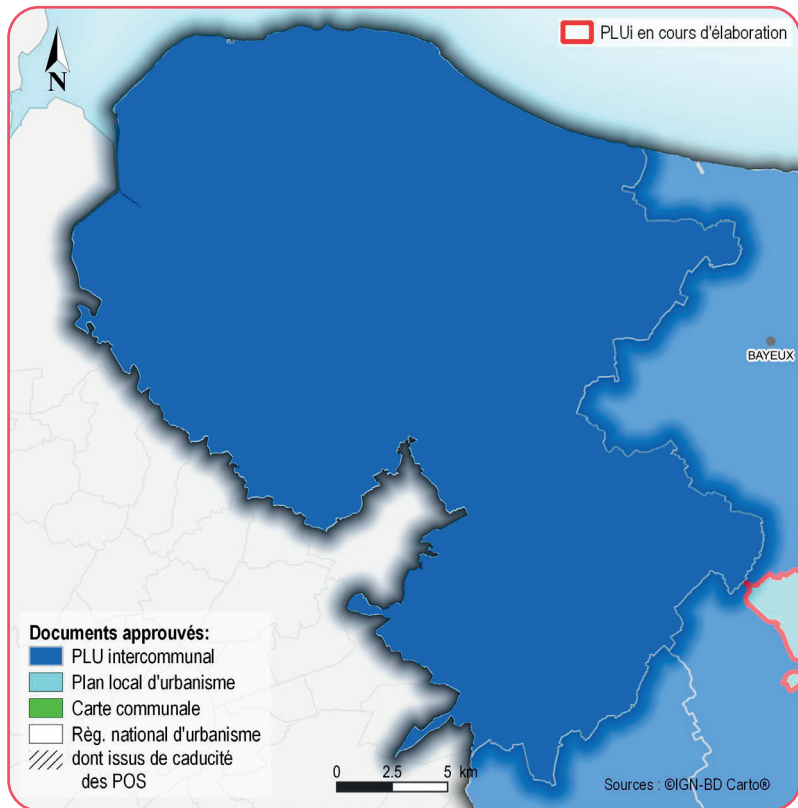 PLUi en cours d'élaboration
N
BAYEUX
Documents approuvés:
PLU intercommunal
Plan local d'urbanisme
Carte communale
Règ. national d'urbanisme
dont issus de caducité
des POS
0 2.5 5 km
Sources : ©IGN-BD Carto®